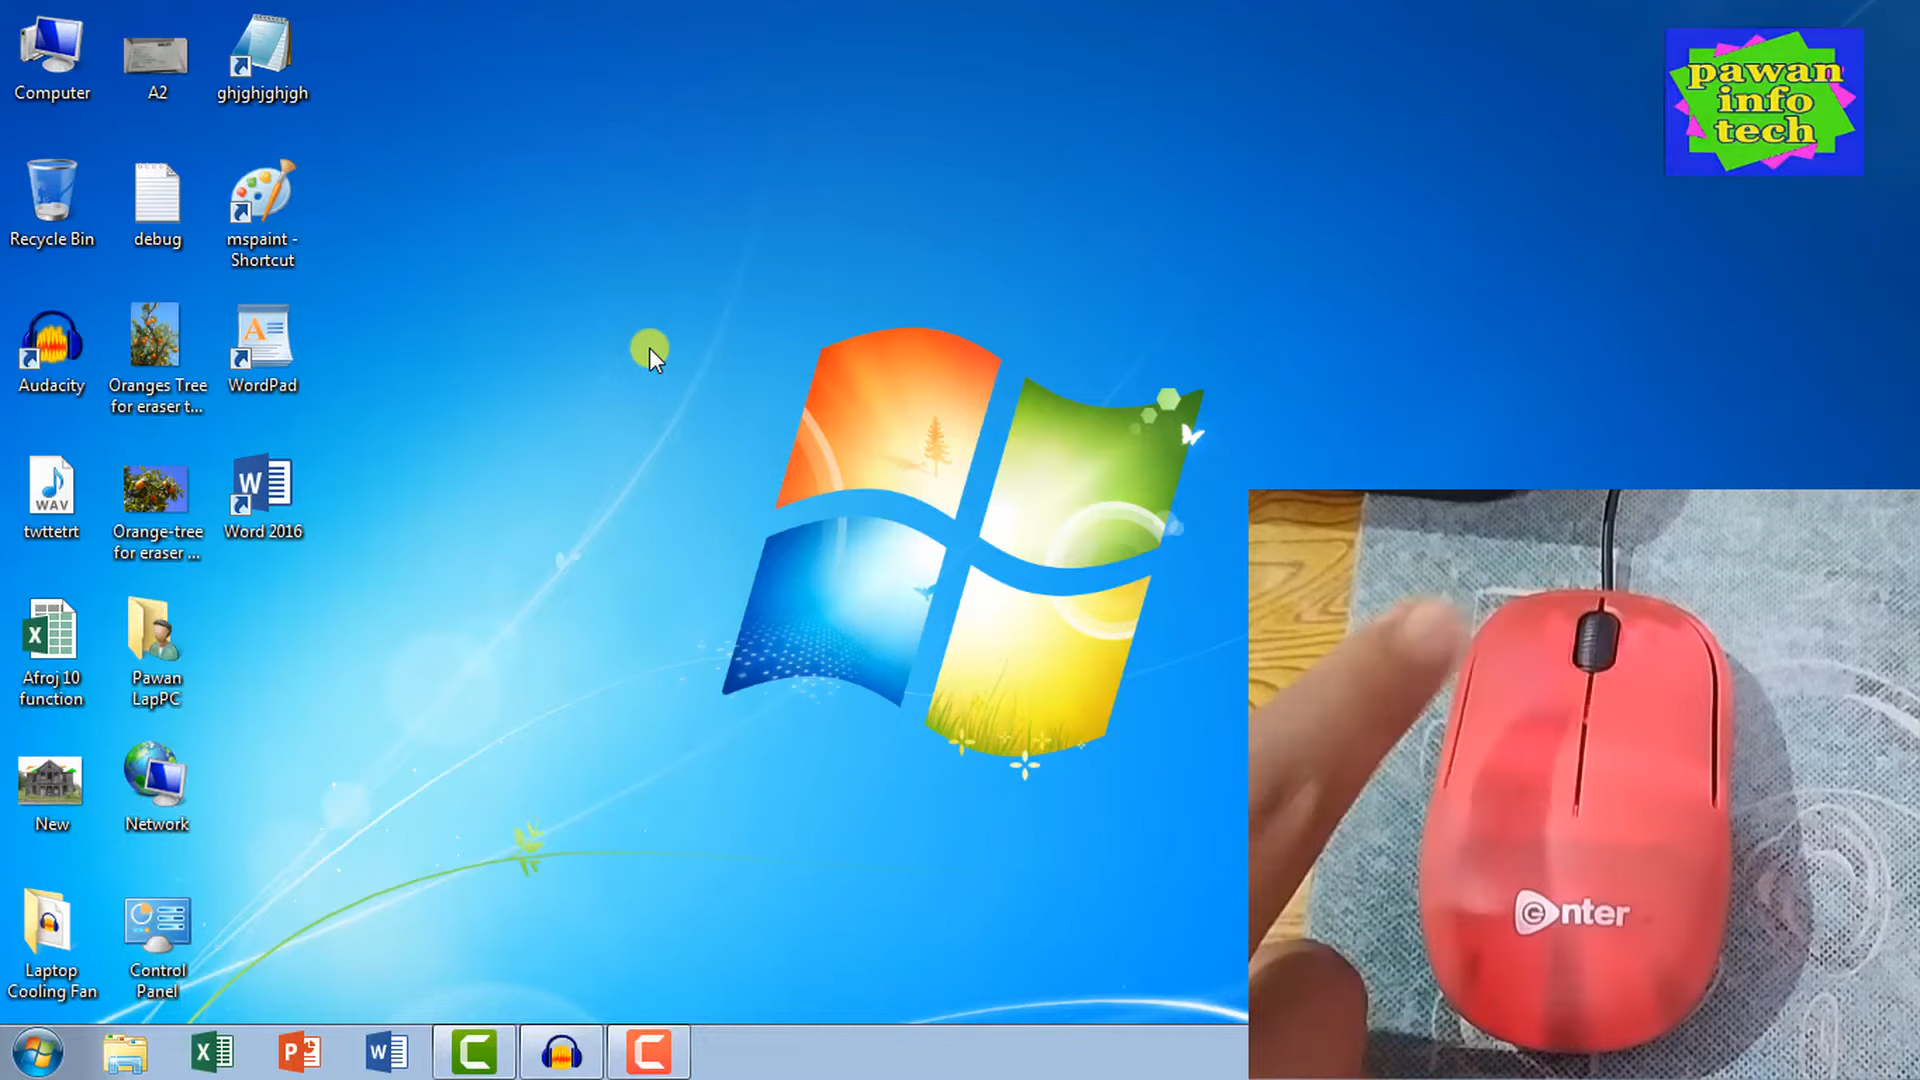 Computer
A2
ghjghjghjgh
pawan
info
tech
Recycle Bin
debug
mspaint -
Shortcut
Audacity
Oranges Tree
for eraser t...
WordPad
WAV
twttetrt
Orange-tree
for eraser ...
W
Word 2016
X
Afroj 10
function
Pawan
LapPC
New
Network
Laptop
Cooling Fan
Control
Panel
enter
X
P
W
C
C